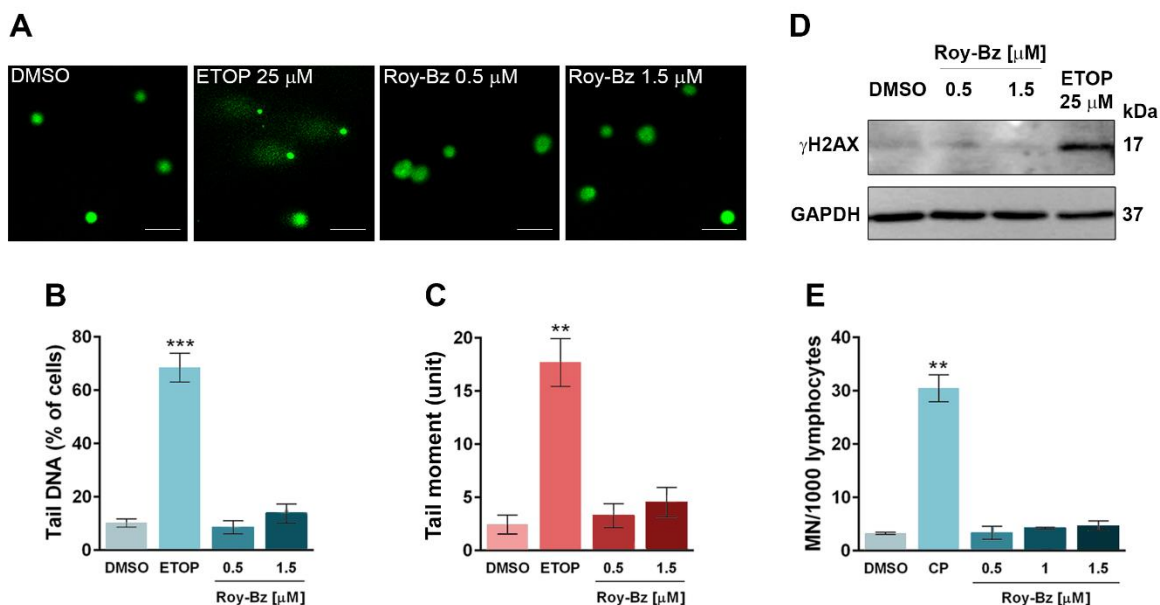 A
DMSO
ETOP 25 μM
Roy-Bz 0.5 μM
Roy-Bz 1.5 μM
D
Roy-Bz [μM]
DMSO 0.5 1.5 ETOP 25 μM kDa
γH2AX 17
GAPDH 37
B
Tail DNA (% of cells)
80
60
40
20
0
***
DMSO ETOP 0.5 1.5
Roy-Bz [μM]
C
Tail moment (unit)
20
15
10
5
0
**
DMSO ETOP 0.5 1.5
Roy-Bz [μM]
E
MN/1000 lymphocytes
40
30
20
10
0
**
DMSO CP 0.5 1 1.5
Roy-Bz [μM]